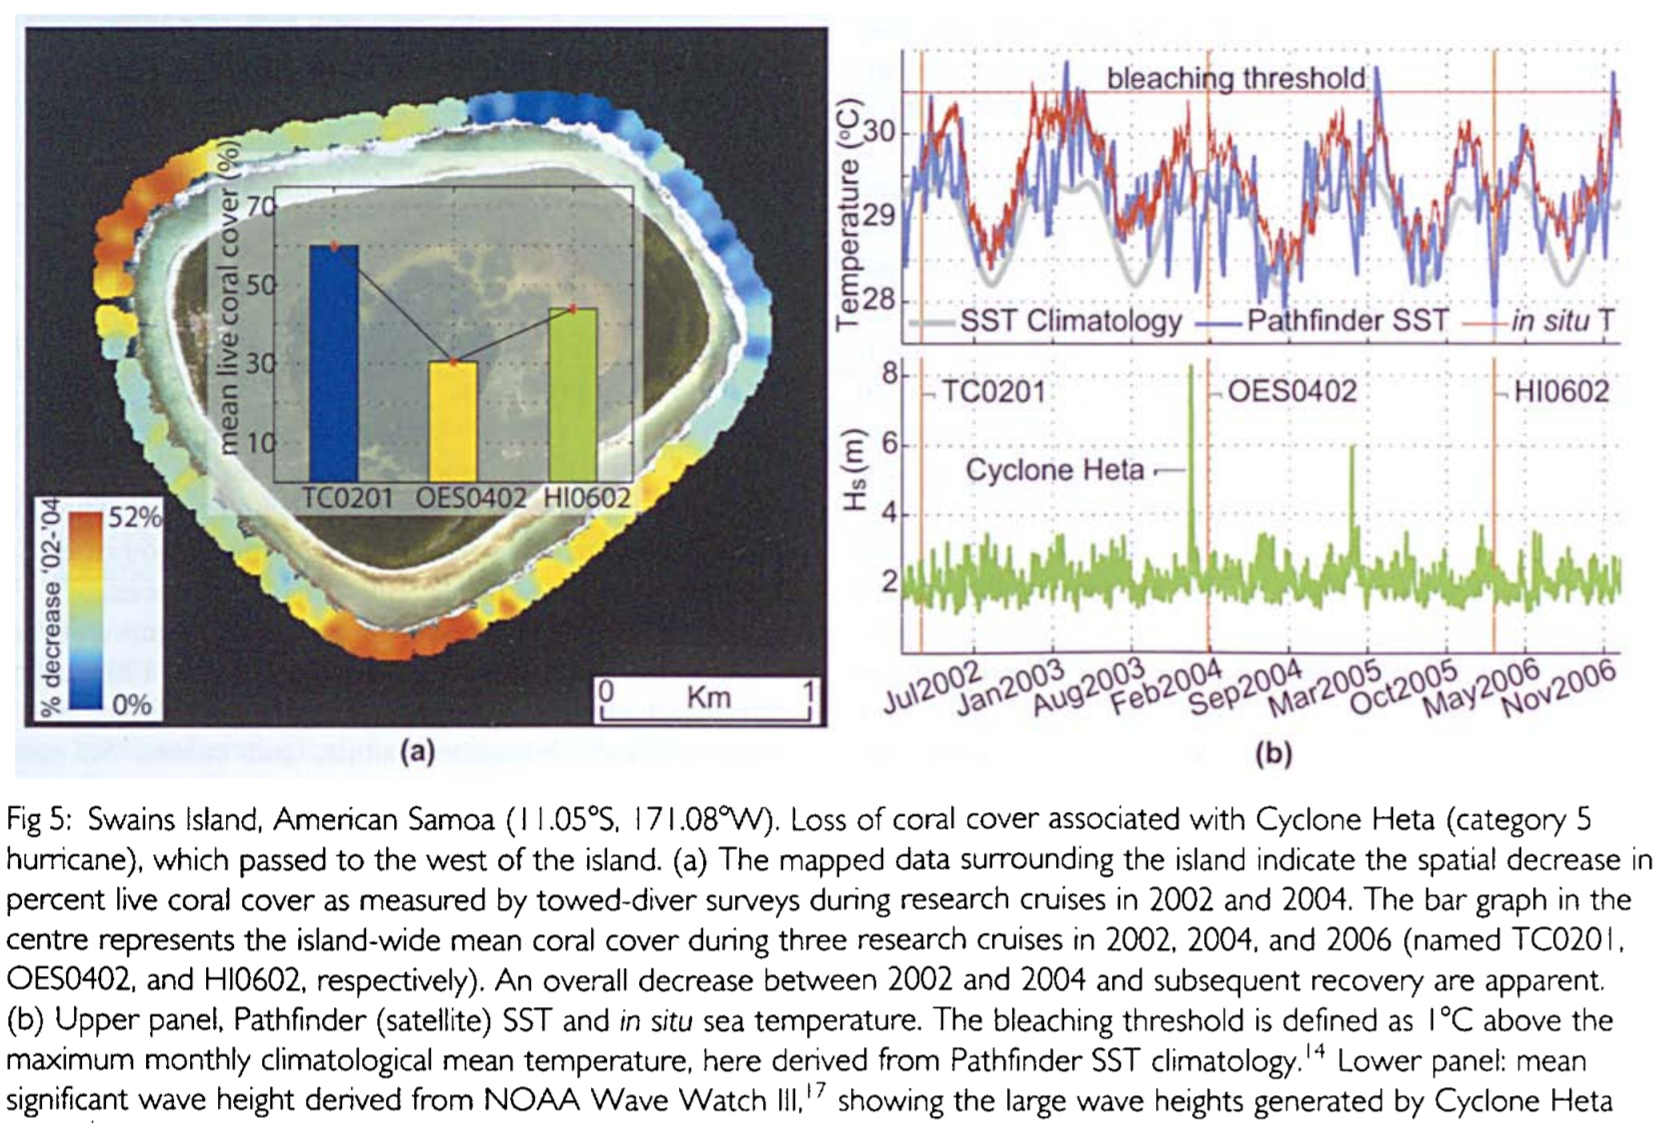 mean live coral cover (%)
70
50
30
10
TC0201 OES0402 HI0602
% decrease '02-'04
52%
0%
0 Km 1
(a)
bleaching threshold
Temperature (°C)
30
29
28
SST Climatology Pathfinder SST in situ T
Hs (m)
8
6
4
2
TC0201 OES0402 HI0602
Cyclone Heta
Jul2002 Jan2003 Aug2003 Feb2004 Sep2004 Mar2005 Oct2005 May2006 Nov2006
(b)
Fig 5: Swains Island, American Samoa (11.05°S, 171.08°W). Loss of coral cover associated with Cyclone Heta (category 5
hurricane), which passed to the west of the island. (a) The mapped data surrounding the island indicate the spatial decrease in
percent live coral cover as measured by towed-diver surveys during research cruises in 2002 and 2004. The bar graph in the
centre represents the island-wide mean coral cover during three research cruises in 2002, 2004, and 2006 (named TC0201,
OES0402, and HI0602, respectively). An overall decrease between 2002 and 2004 and subsequent recovery are apparent.
(b) Upper panel, Pathfinder (satellite) SST and in situ sea temperature. The bleaching threshold is defined as 1°C above the
maximum monthly climatological mean temperature, here derived from Pathfinder SST climatology.14 Lower panel: mean
significant wave height derived from NOAA Wave Watch III,17 showing the large wave heights generated by Cyclone Heta